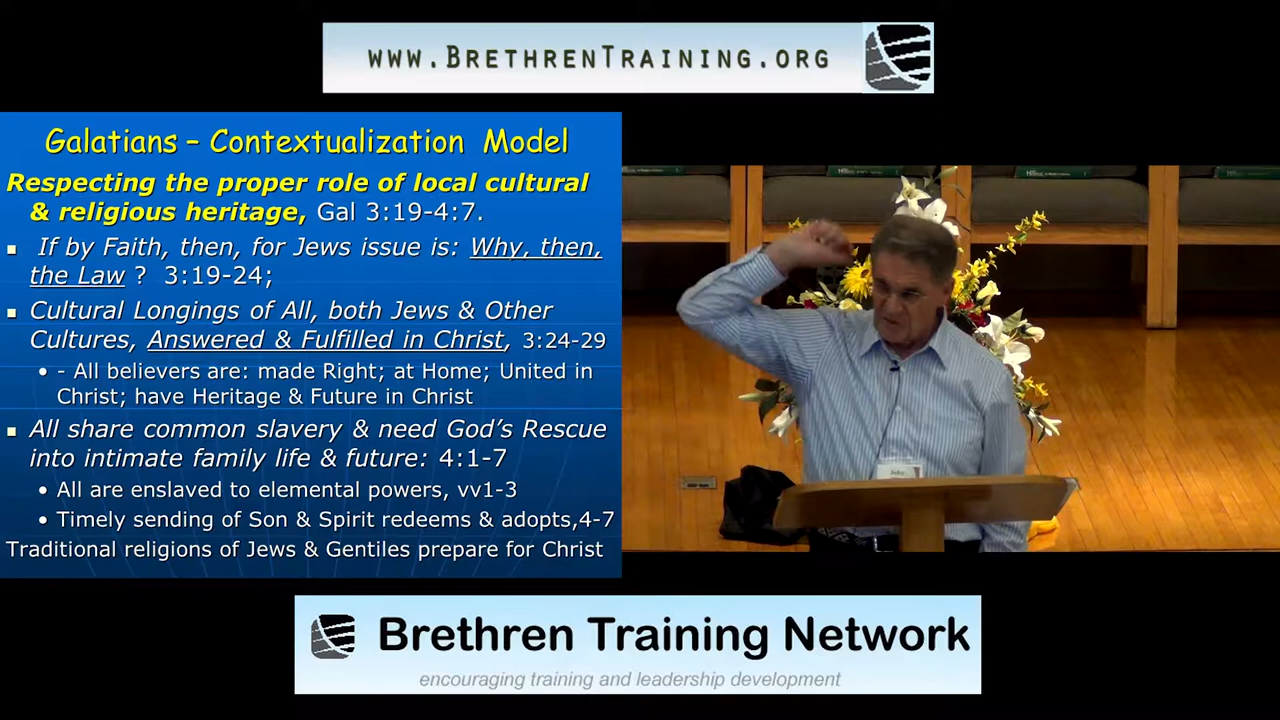 www.BrethrenTraining.org
Galatians – Contextualization Model
Respecting the proper role of local cultural
& religious heritage, Gal 3:19-4:7.
If by Faith, then, for Jews issue is: Why, then,
the Law ? 3:19-24;
Cultural Longings of All, both Jews & Other
Cultures, Answered & Fulfilled in Christ, 3:24-29
• - All believers are: made Right; at Home; United in
Christ; have Heritage & Future in Christ
All share common slavery & need God's Rescue
into intimate family life & future: 4:1-7
• All are enslaved to elemental powers, vv1-3
• Timely sending of Son & Spirit redeems & adopts,4-7
Traditional religions of Jews & Gentiles prepare for Christ
Brethren Training Network
encouraging training and leadership development